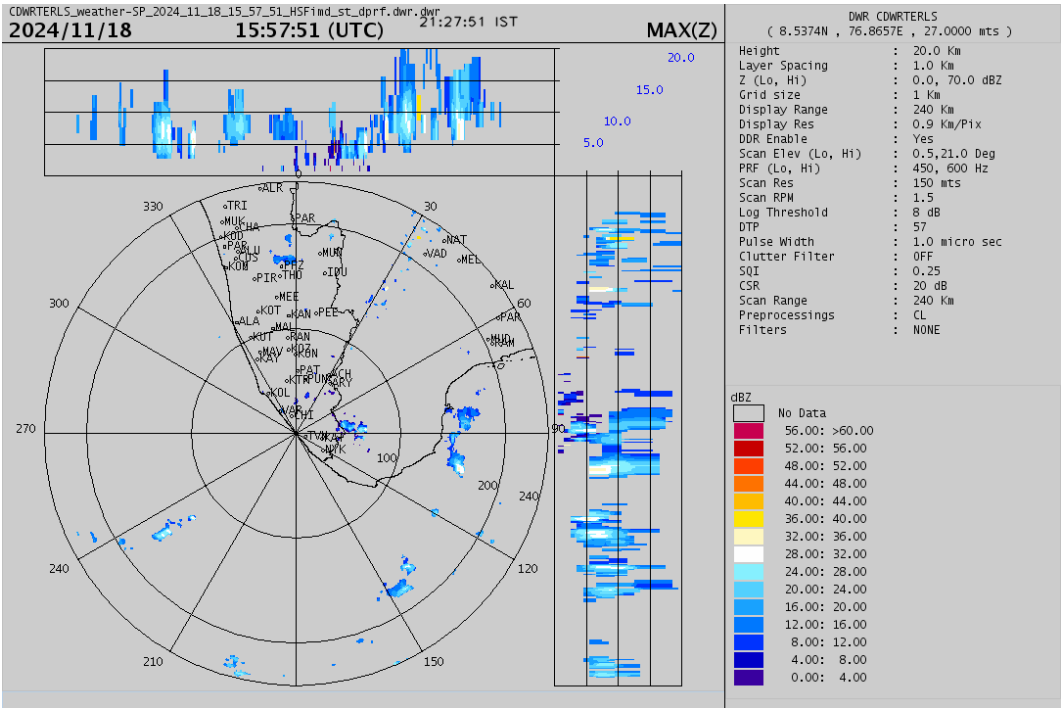 CDWRTERLS_weather-SP_2024_11_18_15_57_51_HSFimd_st_dprf.dwr.dwr
2024/11/18 15:57:51 (UTC) 21:27:51 IST MAX(Z)
20.0
15.0
10.0
5.0
0
330
30
300
60
270
90
240
120
210
150
100
200
240
ALR
TRI
PAR
MUK
CHA
KOD
NAT
PAR
ALU
COS
MUN
VAD
MEL
KOM
PTZ
PIR
THO
IDU
KAL
MEE
KOT
KAN
PEE
PAR
ALA
MAL
KUT
RAN
MUD
RAM
MAV
KOZ
KAY
KON
PAT
ACH
KTR
PUN
ARY
KOL
VAR
CHI
TVM
KAP
NYK
DWR CDWRTERLS
( 8.5374N , 76.8657E , 27.0000 mts )
Height : 20.0 Km
Layer Spacing : 1.0 Km
Z (Lo, Hi) : 0.0, 70.0 dBZ
Grid size : 1 Km
Display Range : 240 Km
Display Res : 0.9 Km/Pix
DDR Enable : Yes
Scan Elev (Lo, Hi) : 0.5,21.0 Deg
PRF (Lo, Hi) : 450, 600 Hz
Scan Res : 150 mts
Scan RPM : 1.5
Log Threshold : 8 dB
DTP : 57
Pulse Width : 1.0 micro sec
Clutter Filter : OFF
SQI : 0.25
CSR : 20 dB
Scan Range : 240 Km
Preprocessings : CL
Filters : NONE
dBZ
No Data
56.00: >60.00
52.00: 56.00
48.00: 52.00
44.00: 48.00
40.00: 44.00
36.00: 40.00
32.00: 36.00
28.00: 32.00
24.00: 28.00
20.00: 24.00
16.00: 20.00
12.00: 16.00
8.00: 12.00
4.00: 8.00
0.00: 4.00